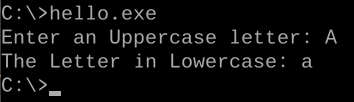 C:\>hello.exe
Enter an Uppercase letter: A
The Letter in Lowercase: a
C:\>_